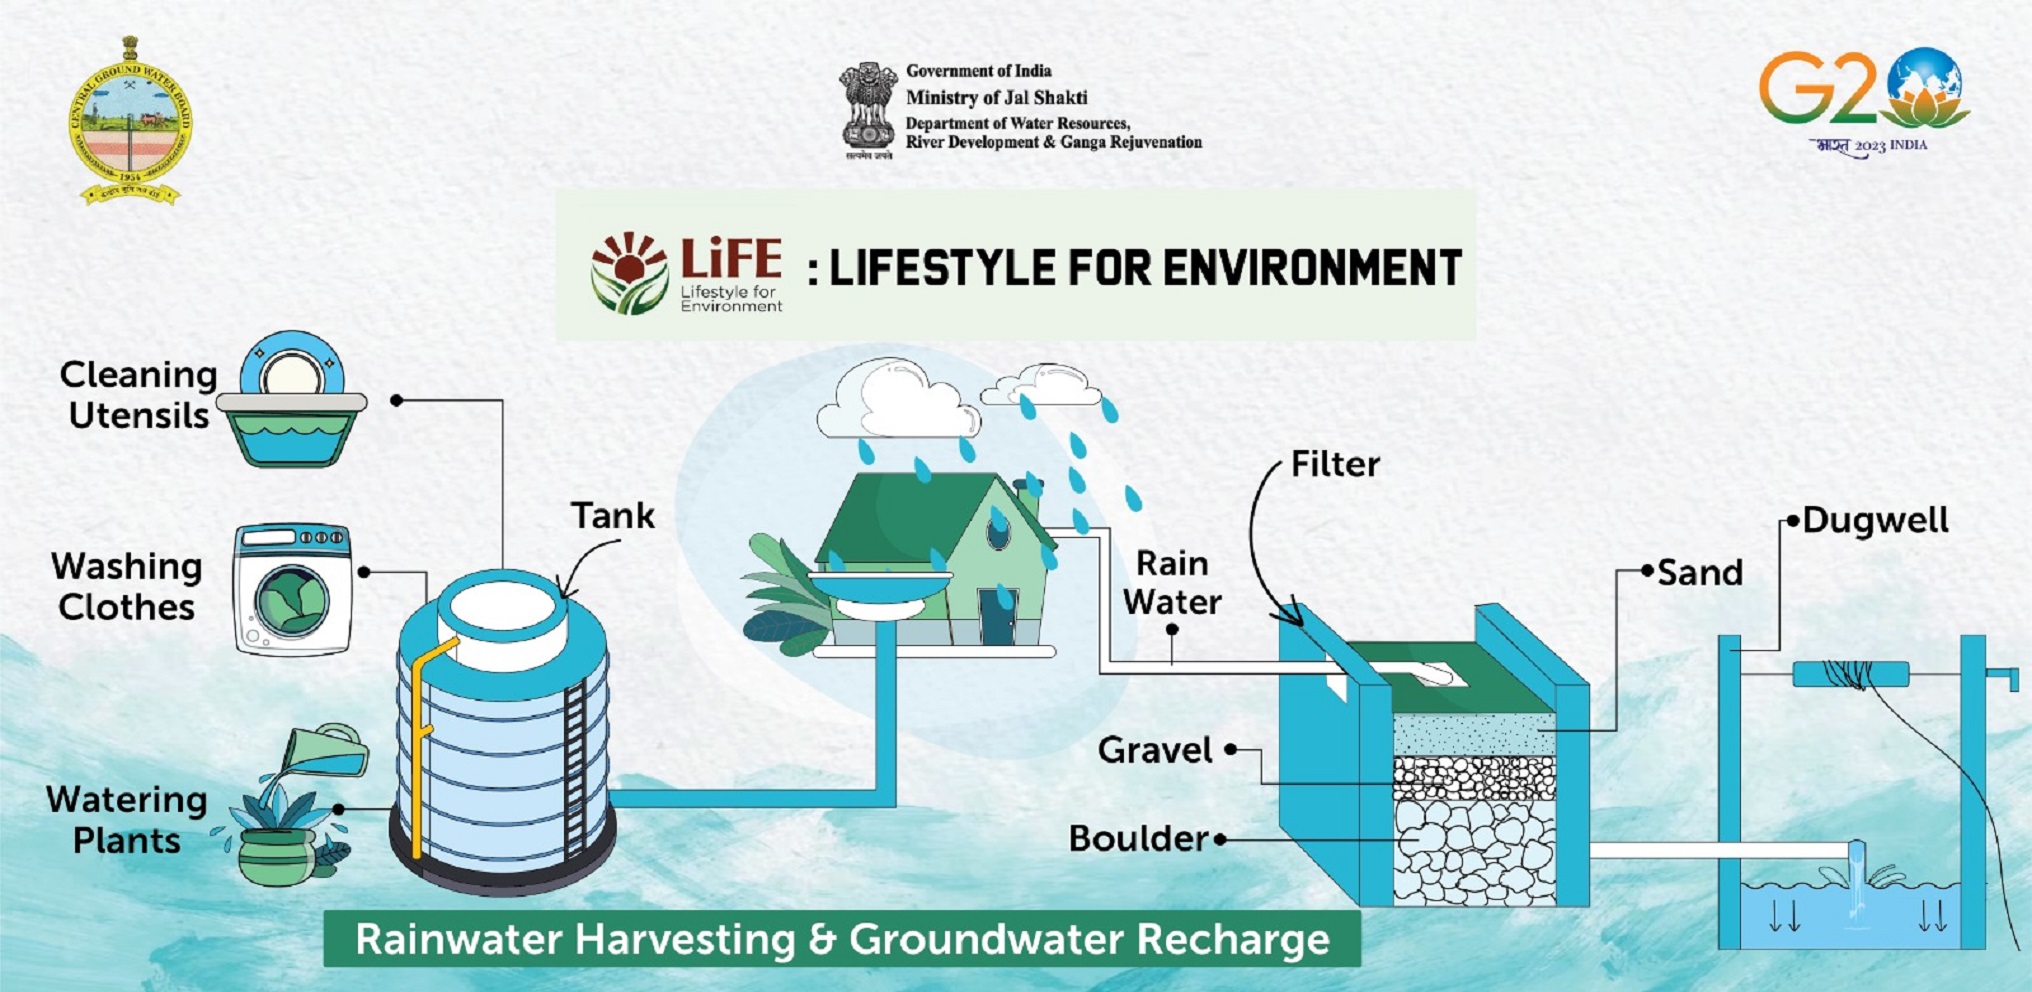 CENTRAL GROUND WATER BOARD
1954
Government of India
Ministry of Jal Shakti
Department of Water Resources,
River Development & Ganga Rejuvenation
सत्यमेव जयते
G20
भारत 2023 INDIA
LiFE
Lifestyle for
Environment
: LIFESTYLE FOR ENVIRONMENT
Cleaning
Utensils
Washing
Clothes
Watering
Plants
Tank
Rain
Water
Filter
Gravel
Boulder
Sand
Dugwell
Rainwater Harvesting & Groundwater Recharge